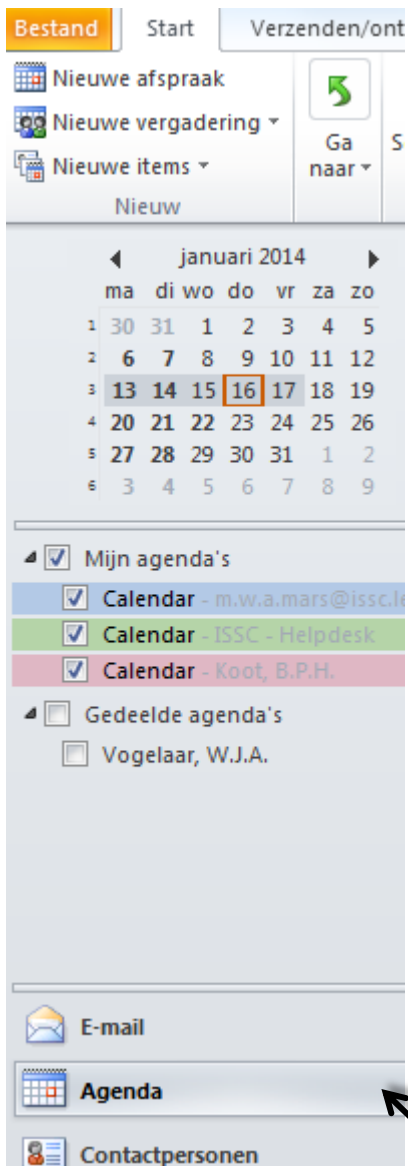 Bestand Start Verzenden/ont
Nieuwe afspraak
Nieuwe vergadering
Nieuwe items
Ga
naar
S
Nieuw
januari 2014
ma di wo do vr za zo
1 30 31 1 2 3 4 5
2 6 7 8 9 10 11 12
3 13 14 15 16 17 18 19
4 20 21 22 23 24 25 26
5 27 28 29 30 31 1 2
6 3 4 5 6 7 8 9
Mijn agenda's
Calendar - m.w.a.mars@issc.le
Calendar - ISSC - Helpdesk
Calendar - Koot, B.P.H.
Gedeelde agenda's
Vogelaar, W.J.A.
E-mail
Agenda
Contactpersonen